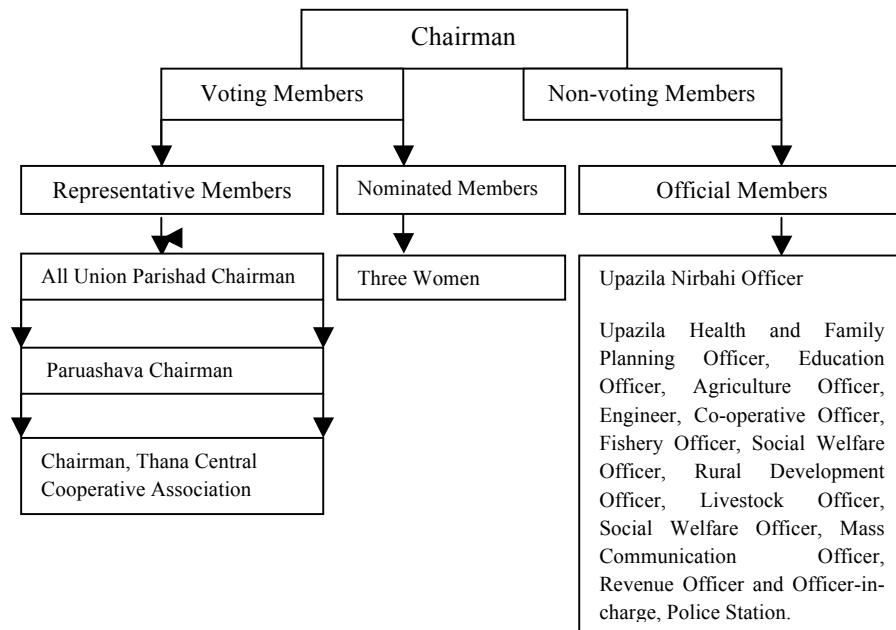 Chairman
Voting Members
Non-voting Members
Representative Members
Nominated Members
Official Members
All Union Parishad Chairman
Three Women
Paruashava Chairman
Chairman, Thana Central
Cooperative Association
Upazila Nirbahi Officer
Upazila Health and Family
Planning Officer, Education
Officer, Agriculture Officer,
Engineer, Co-operative Officer,
Fishery Officer, Social Welfare
Officer, Rural Development
Officer, Livestock Officer,
Social Welfare Officer, Mass
Communication Officer,
Revenue Officer and Officer-in-
charge, Police Station.